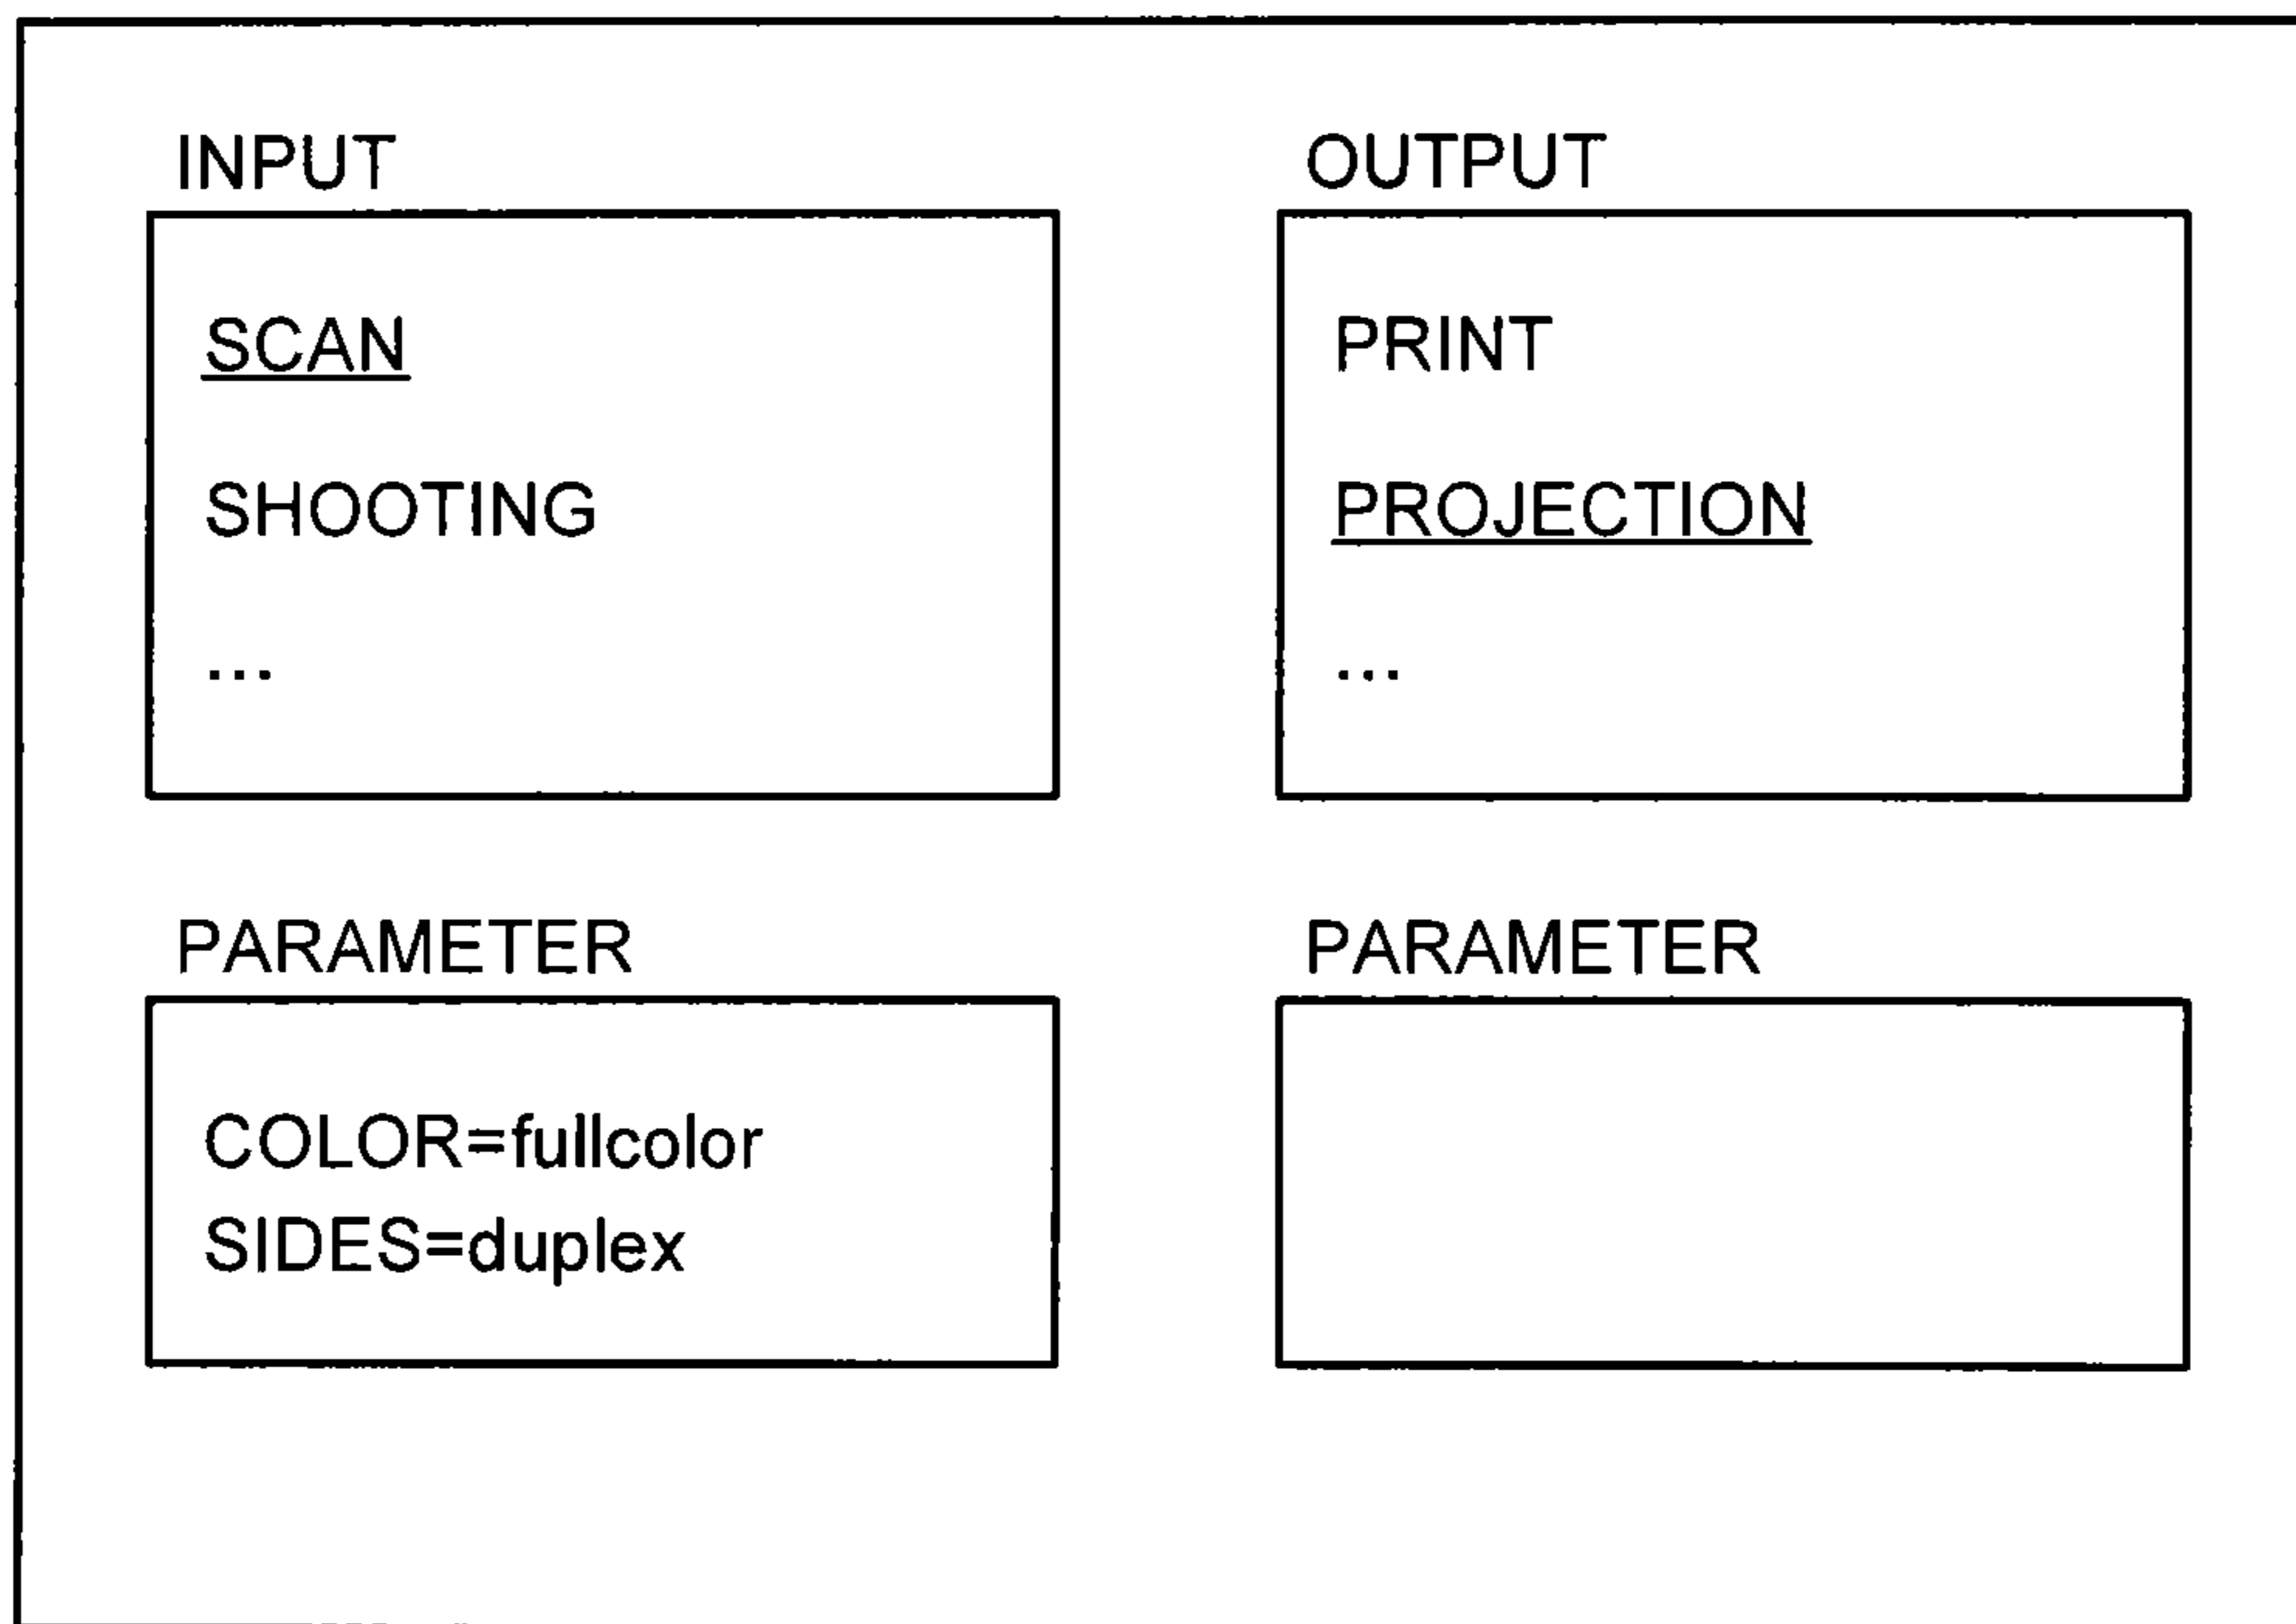 INPUT
SCAN
SHOOTING
...
OUTPUT
PRINT
PROJECTION
...
PARAMETER
COLOR=fullcolor
SIDES=duplex
PARAMETER